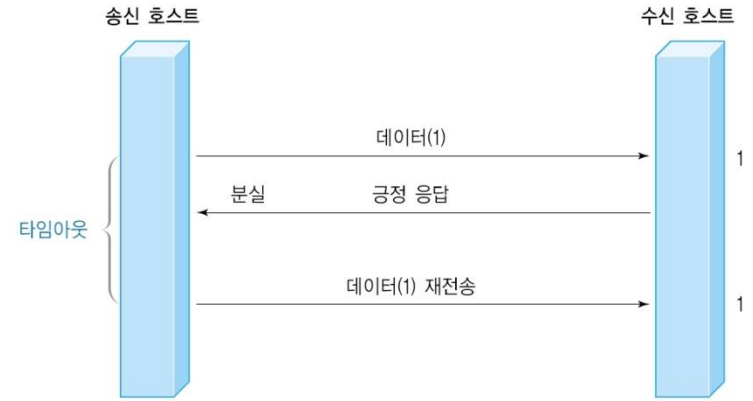 송신 호스트
수신 호스트
데이터(1)
1
분실
긍정 응답
타임아웃
데이터(1) 재전송
1